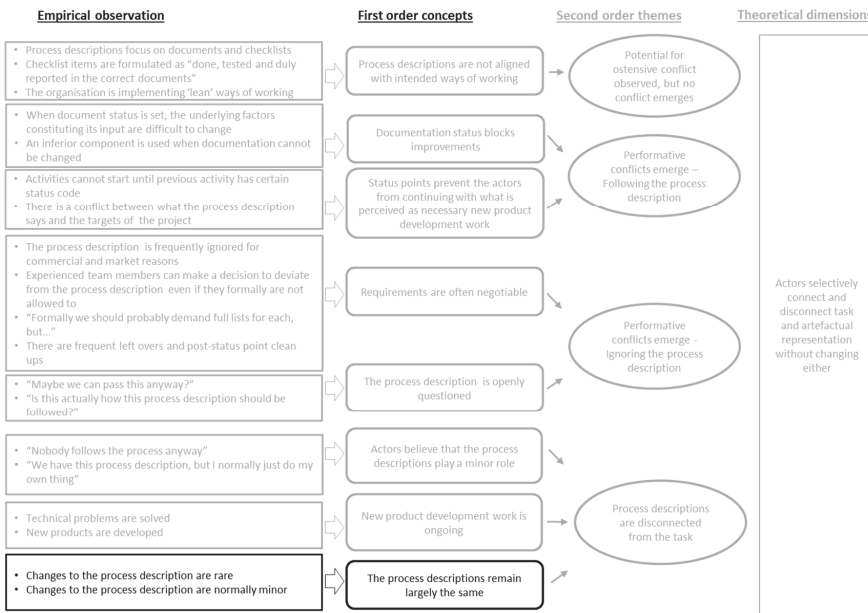 Empirical observation
First order concepts
Second order themes
Theoretical dimensions
• Process descriptions focus on documents and checklists
• Checklist items are formulated as “done, tested and duly
reported in the correct documents”
• The organisation is implementing ‘lean’ ways of working
Process descriptions are not aligned
with intended ways of working
Potential for
ostensive conflict
observed, but no
conflict emerges
• When document status is set, the underlying factors
constituting its input are difficult to change
• An inferior component is used when documentation cannot
be changed
Documentation status blocks
improvements
• Activities cannot start until previous activity has certain
status code
• There is a conflict between what the process description
says and the targets of the project
Status points prevent the actors
from continuing with what is
perceived as necessary new product
development work
Performative
conflicts emerge –
Following the process
description
• The process description is frequently ignored for
commercial and market reasons
• Experienced team members can make a decision to deviate
from the process description even if they formally are not
allowed to
• “Formally we should probably demand full lists for each,
but…”
• There are frequent left overs and post-status point clean
ups
Requirements are often negotiable
• “Maybe we can pass this anyway?”
• “Is this actually how this process description should be
followed?”
The process description is openly
questioned
Performative
conflicts emerge -
Ignoring the process
description
• “Nobody follows the process anyway”
• “We have this process description, but I normally just do my
own thing”
Actors believe that the process
descriptions play a minor role
• Technical problems are solved
• New products are developed
New product development work is
ongoing
• Changes to the process description are rare
• Changes to the process description are normally minor
The process descriptions remain
largely the same
Process descriptions
are disconnected
from the task
Actors selectively
connect and
disconnect task
and artefactual
representation
without changing
either